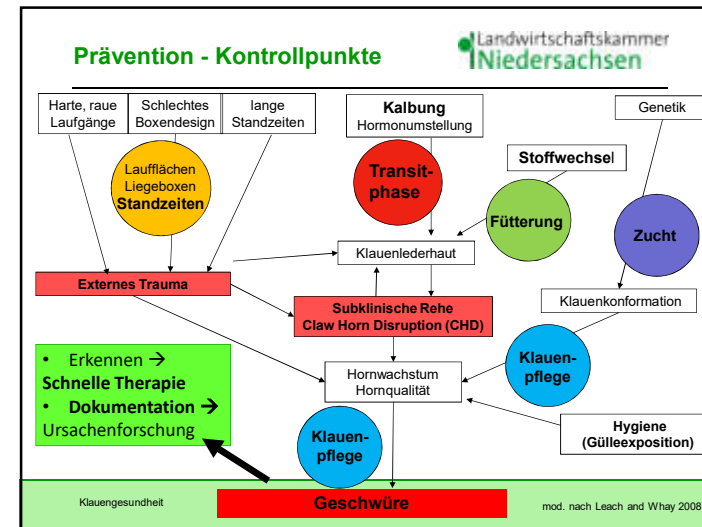 Prävention - Kontrollpunkte
Landwirtschaftskammer
Niedersachsen
Harte, raue
Laufgänge
Schlechtes
Boxendesign
lange
Standzeiten
Kalbung
Hormonumstellung
Genetik
Laufflächen
Liegeboxen
Standzeiten
Transit-
phase
Stoffwechsel
Fütterung
Zucht
Klauenlederhaut
Externes Trauma
Subklinische Rehe
Claw Horn Disruption (CHD)
Klauenkonformation
• Erkennen →
Schnelle Therapie
• Dokumentation →
Ursachenforschung
Hornwachstum
Hornqualität
Klauen-
pflege
Klauen-
pflege
Hygiene
(Gülleexposition)
Klauengesundheit
Geschwüre
mod. nach Leach and Whay 2008